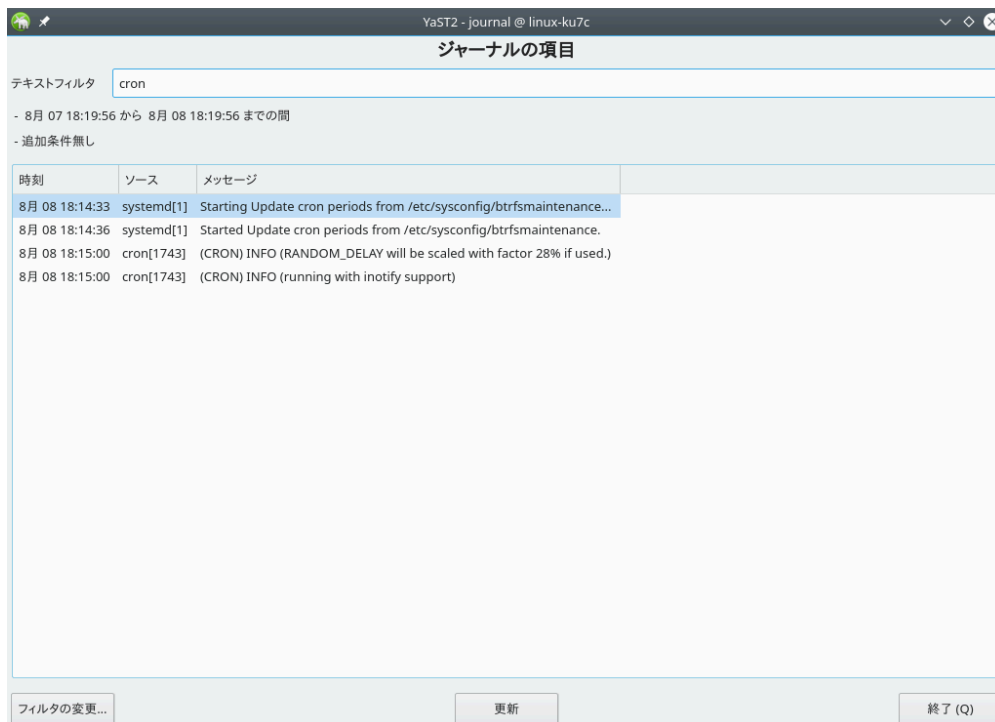 YaST2 - journal @ linux-ku7c
ジャーナルの項目
テキストフィルタ cron
- 8月 07 18:19:56 から 8月 08 18:19:56 までの間
- 追加条件無し
時刻 ソース メッセージ
8月 08 18:14:33 systemd[1] Starting Update cron periods from /etc/sysconfig/btrfsmaintenance...
8月 08 18:14:36 systemd[1] Started Update cron periods from /etc/sysconfig/btrfsmaintenance.
8月 08 18:15:00 cron[1743] (CRON) INFO (RANDOM_DELAY will be scaled with factor 28% if used.)
8月 08 18:15:00 cron[1743] (CRON) INFO (running with inotify support)
フィルタの変更... 更新 終了 (Q)